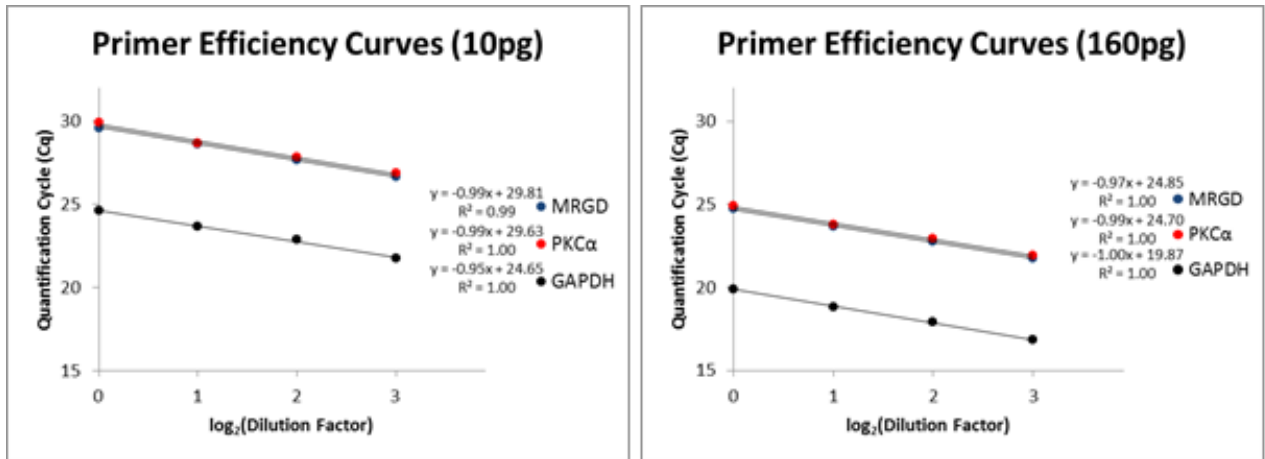 Primer Efficiency Curves (10pg)
Quantification Cycle (Cq)
30
25
20
15
0 1 2 3
log₂(Dilution Factor)
y = -0.99x + 29.81
R² = 0.99
MRGD
y = -0.99x + 29.63
R² = 1.00
PKCα
y = -0.95x + 24.65
R² = 1.00
GAPDH
Primer Efficiency Curves (160pg)
Quantification Cycle (Cq)
30
25
20
15
0 1 2 3
log₂(Dilution Factor)
y = -0.97x + 24.85
R² = 1.00
MRGD
y = -0.99x + 24.70
R² = 1.00
PKCα
y = -1.00x + 19.87
R² = 1.00
GAPDH